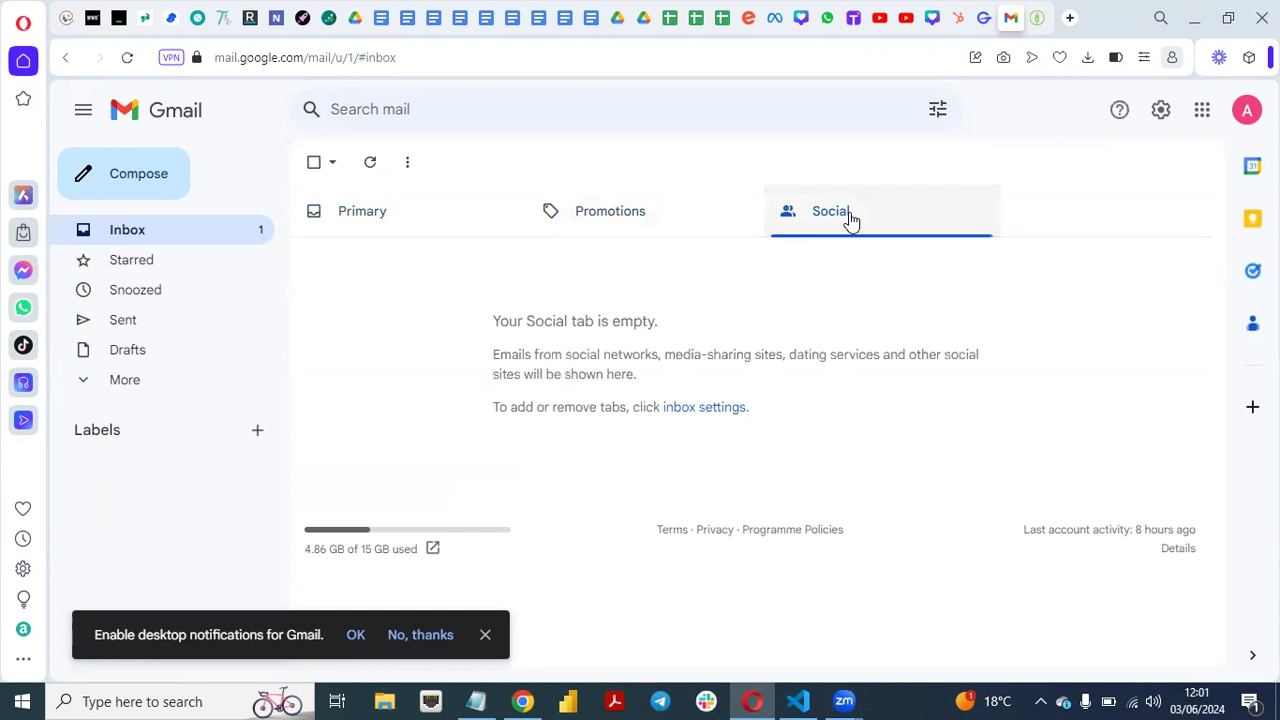 VPN
mail.google.com/mail/u/1/#inbox
Gmail
Search mail
A
Compose
Primary
Promotions
Social
Inbox
1
Starred
Snoozed
Sent
Drafts
More
Labels
Your Social tab is empty.
Emails from social networks, media-sharing sites, dating services and other social
sites will be shown here.
To add or remove tabs, click inbox settings.
4.86 GB of 15 GB used
Terms · Privacy · Programme Policies
Last account activity: 8 hours ago
Details
Enable desktop notifications for Gmail.
OK
No, thanks
Type here to search
zm
18°C
12:01
03/06/2024